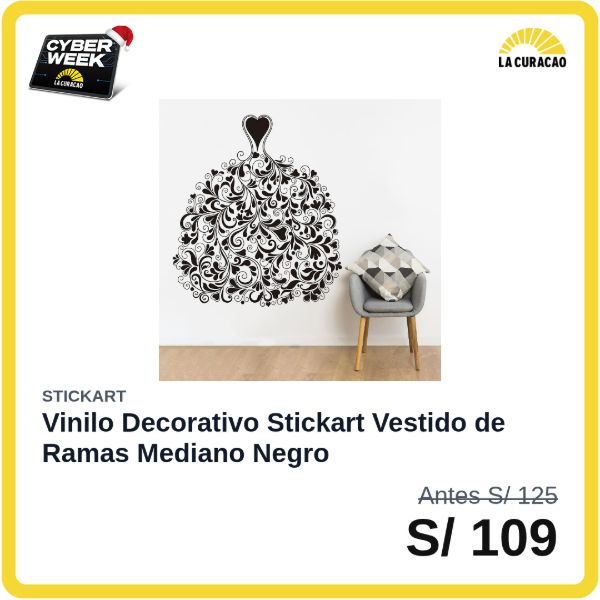 CYBER
WEEK
LA CURACAO
LA CURACAO
STICKART
Vinilo Decorativo Stickart Vestido de
Ramas Mediano Negro
Antes S/ 125
S/ 109